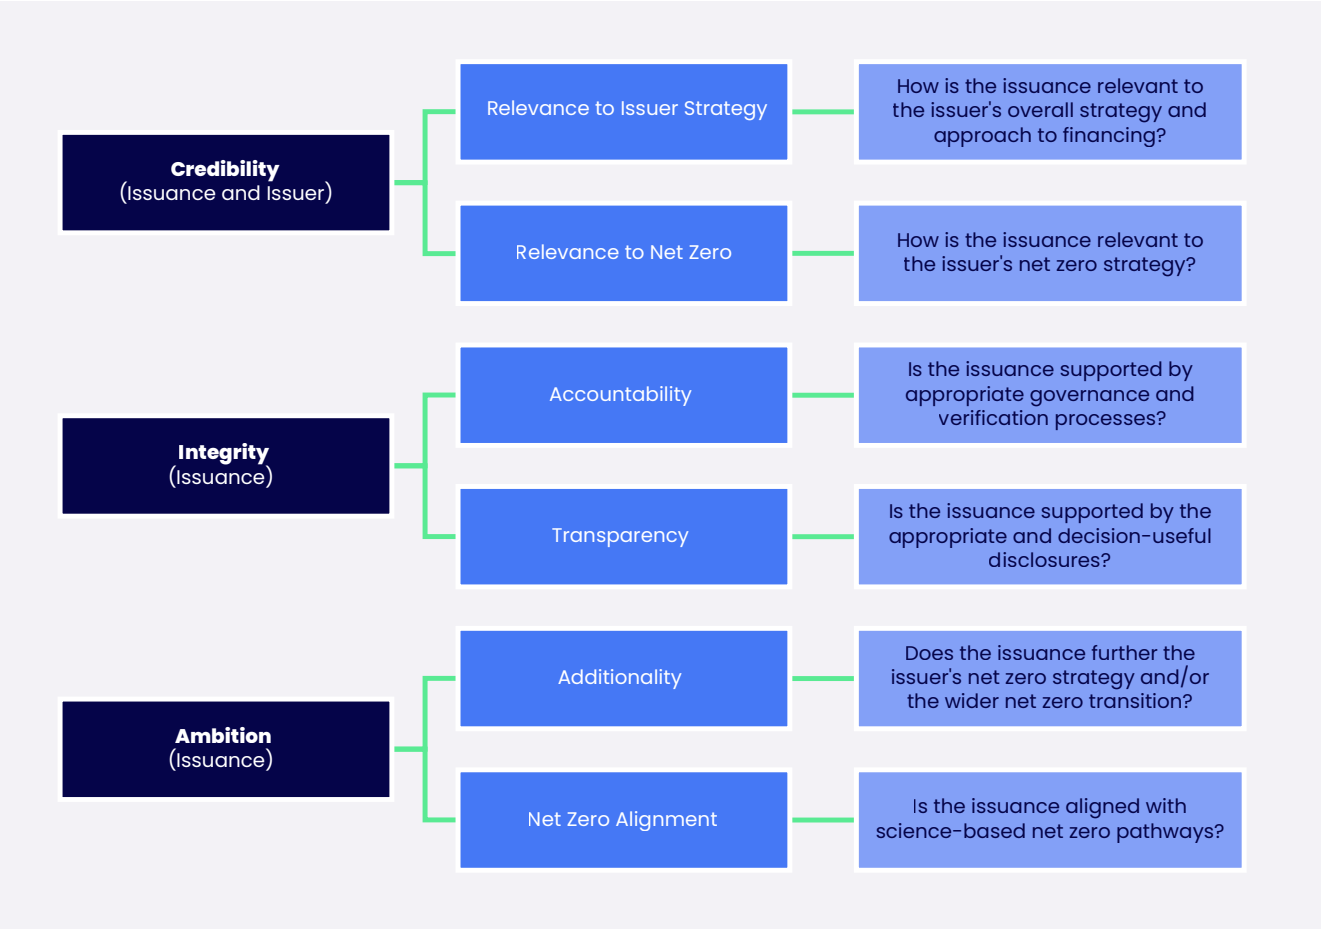 Credibility
(Issuance and Issuer)
Relevance to Issuer Strategy
How is the issuance relevant to
the issuer's overall strategy and
approach to financing?
Relevance to Net Zero
How is the issuance relevant to
the issuer's net zero strategy?
Integrity
(Issuance)
Accountability
Is the issuance supported by
appropriate governance and
verification processes?
Transparency
Is the issuance supported by the
appropriate and decision-useful
disclosures?
Ambition
(Issuance)
Additionality
Does the issuance further the
issuer's net zero strategy and/or
the wider net zero transition?
Net Zero Alignment
Is the issuance aligned with
science-based net zero pathways?